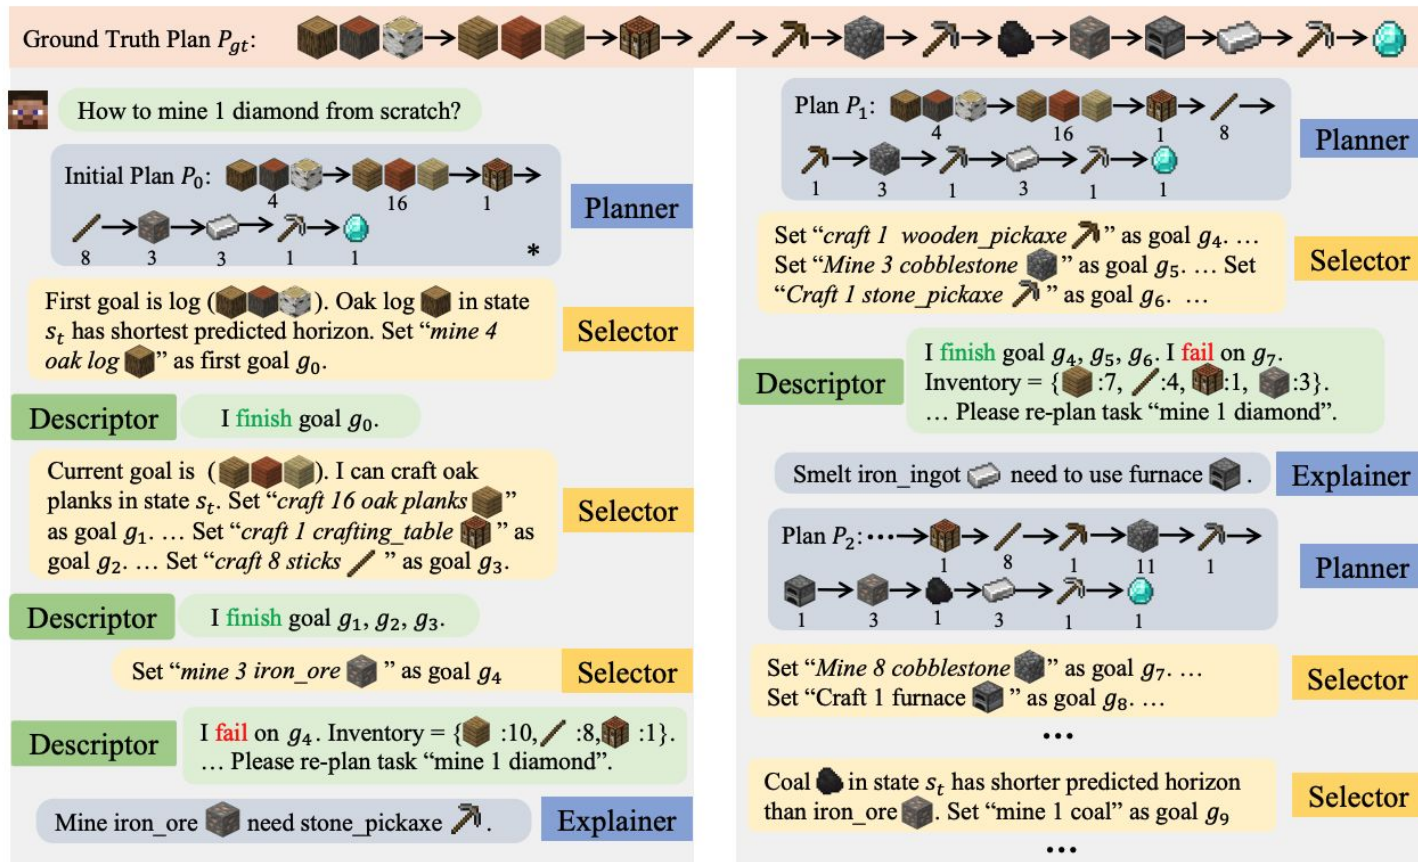 Ground Truth Plan P_gt:
How to mine 1 diamond from scratch?
Initial Plan P_0:
4 16 1
8 3 3 1 1 *
Planner
First goal is log ( ). Oak log in state
s_t has shortest predicted horizon. Set “mine 4
oak log ” as first goal g_0.
Selector
Descriptor
I finish goal g_0.
Current goal is ( ). I can craft oak
planks in state s_t. Set “craft 16 oak planks ”
as goal g_1. … Set “craft 1 crafting_table ” as
goal g_2. … Set “craft 8 sticks ” as goal g_3.
Selector
Descriptor
I finish goal g_1, g_2, g_3.
Set “mine 3 iron_ore ” as goal g_4
Selector
Descriptor
I fail on g_4. Inventory = { :10, :8, :1}.
… Please re-plan task “mine 1 diamond”.
Mine iron_ore need stone_pickaxe .
Explainer
Plan P_1:
4 16 1 8
1 3 1 3 1 1
Planner
Set “craft 1 wooden_pickaxe ” as goal g_4. …
Set “Mine 3 cobblestone ” as goal g_5. … Set
“Craft 1 stone_pickaxe ” as goal g_6. …
Selector
Descriptor
I finish goal g_4, g_5, g_6. I fail on g_7.
Inventory = { :7, :4, :1, :3}.
… Please re-plan task “mine 1 diamond”.
Smelt iron_ingot need to use furnace .
Explainer
Plan P_2: ⋯
1 8 1 11 1
1 3 1 3 1 1
Planner
Set “Mine 8 cobblestone ” as goal g_7. …
Set “Craft 1 furnace ” as goal g_8. …
Selector
…
Coal in state s_t has shorter predicted horizon
than iron_ore . Set “mine 1 coal” as goal g_9
Selector
…